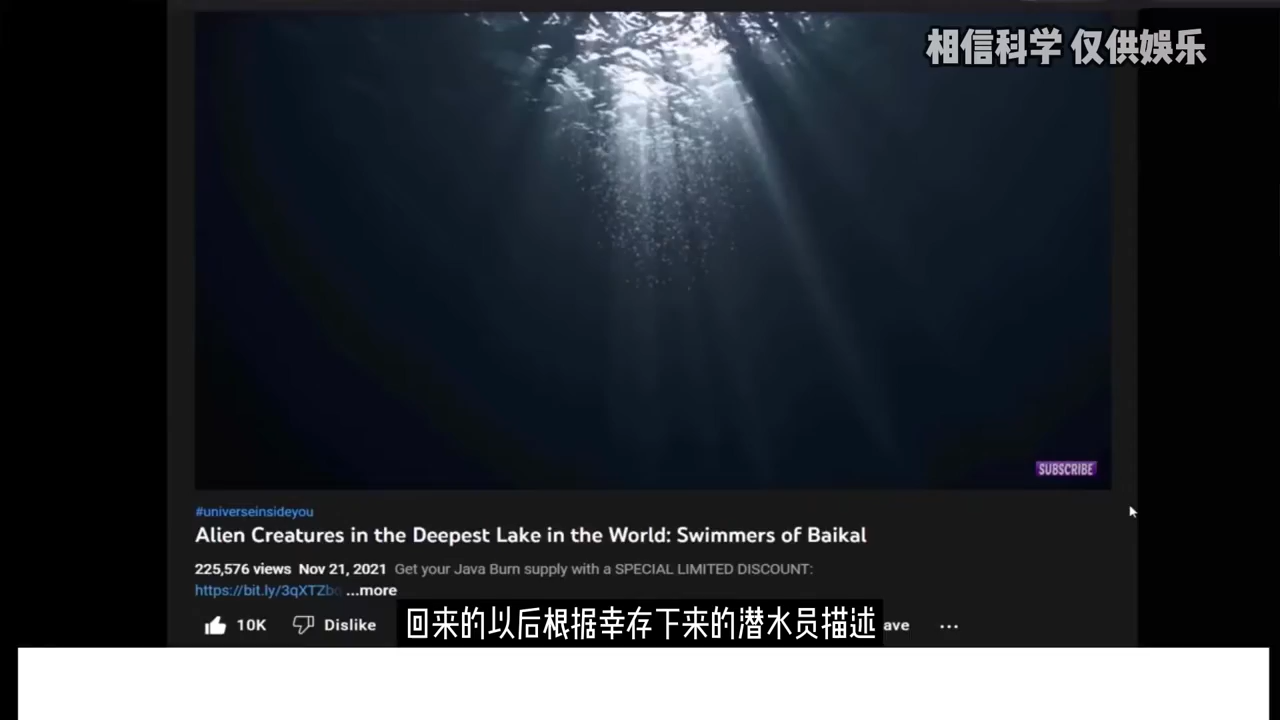 相信科学 仅供娱乐
SUBSCRIBE
#universeinsideyou
Alien Creatures in the Deepest Lake in the World: Swimmers of Baikal
225,576 views Nov 21, 2021 Get your Java Burn supply with a SPECIAL LIMITED DISCOUNT:
...more
10K Dislike ...
回来的以后根据幸存下来的潜水员描述